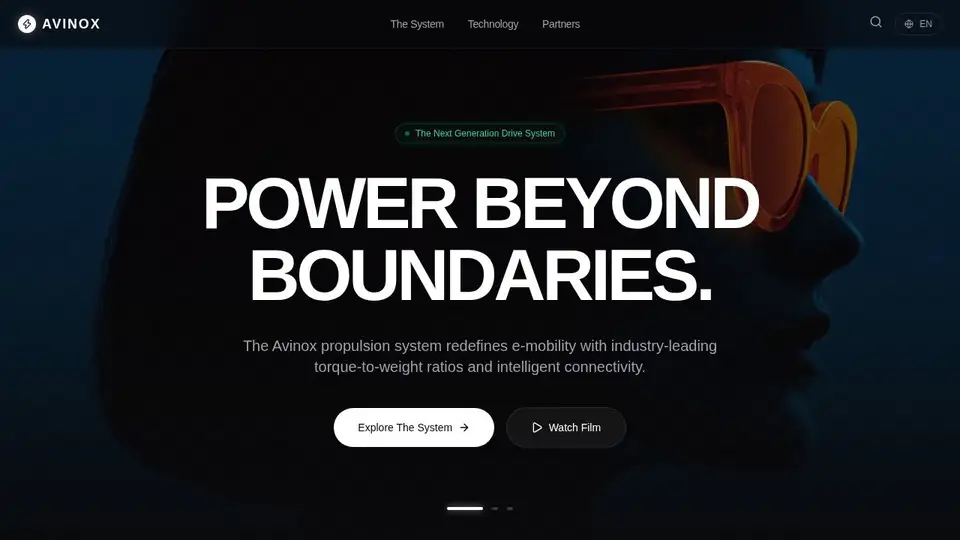 AVINOX
The System
Technology
Partners
EN
The Next Generation Drive System
POWER BEYOND
BOUNDARIES.
The Avinox propulsion system redefines e-mobility with industry-leading
torque-to-weight ratios and intelligent connectivity.
Explore The System
Watch Film